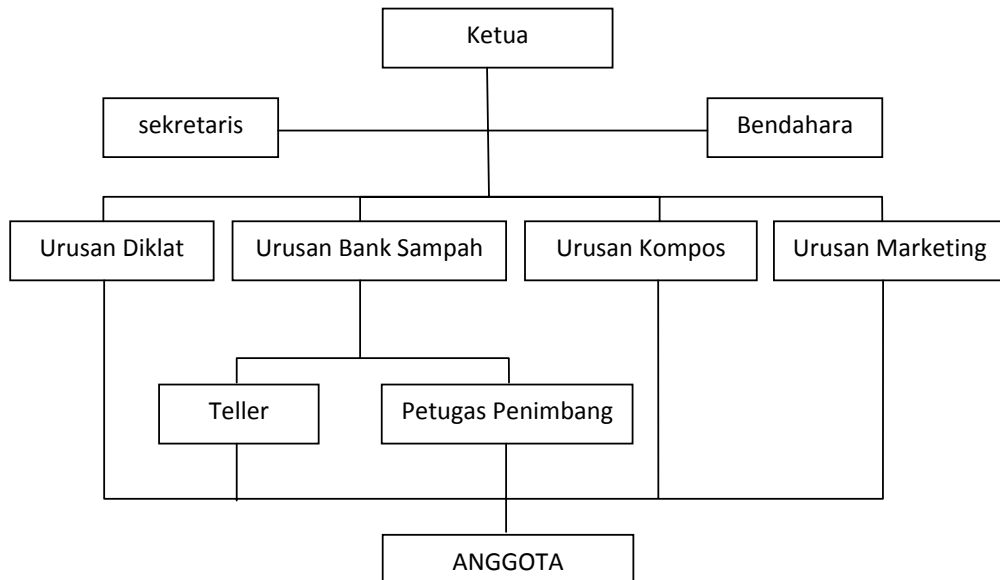 Ketua
sekretaris
Bendahara
Urusan Diklat
Urusan Bank Sampah
Urusan Kompos
Urusan Marketing
Teller
Petugas Penimbang
ANGGOTA